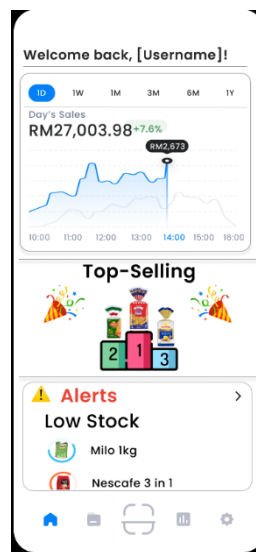 Welcome back, [Username]!
1D 1W 1M 3M 6M 1Y
Day's Sales
RM27,003.98 +7.6%
RM2,673
10:00 11:00 12:00 13:00 14:00 15:00 16:00
Top-Selling
2 1 3
Alerts
Low Stock
Milo 1kg
Nescafe 3 in 1